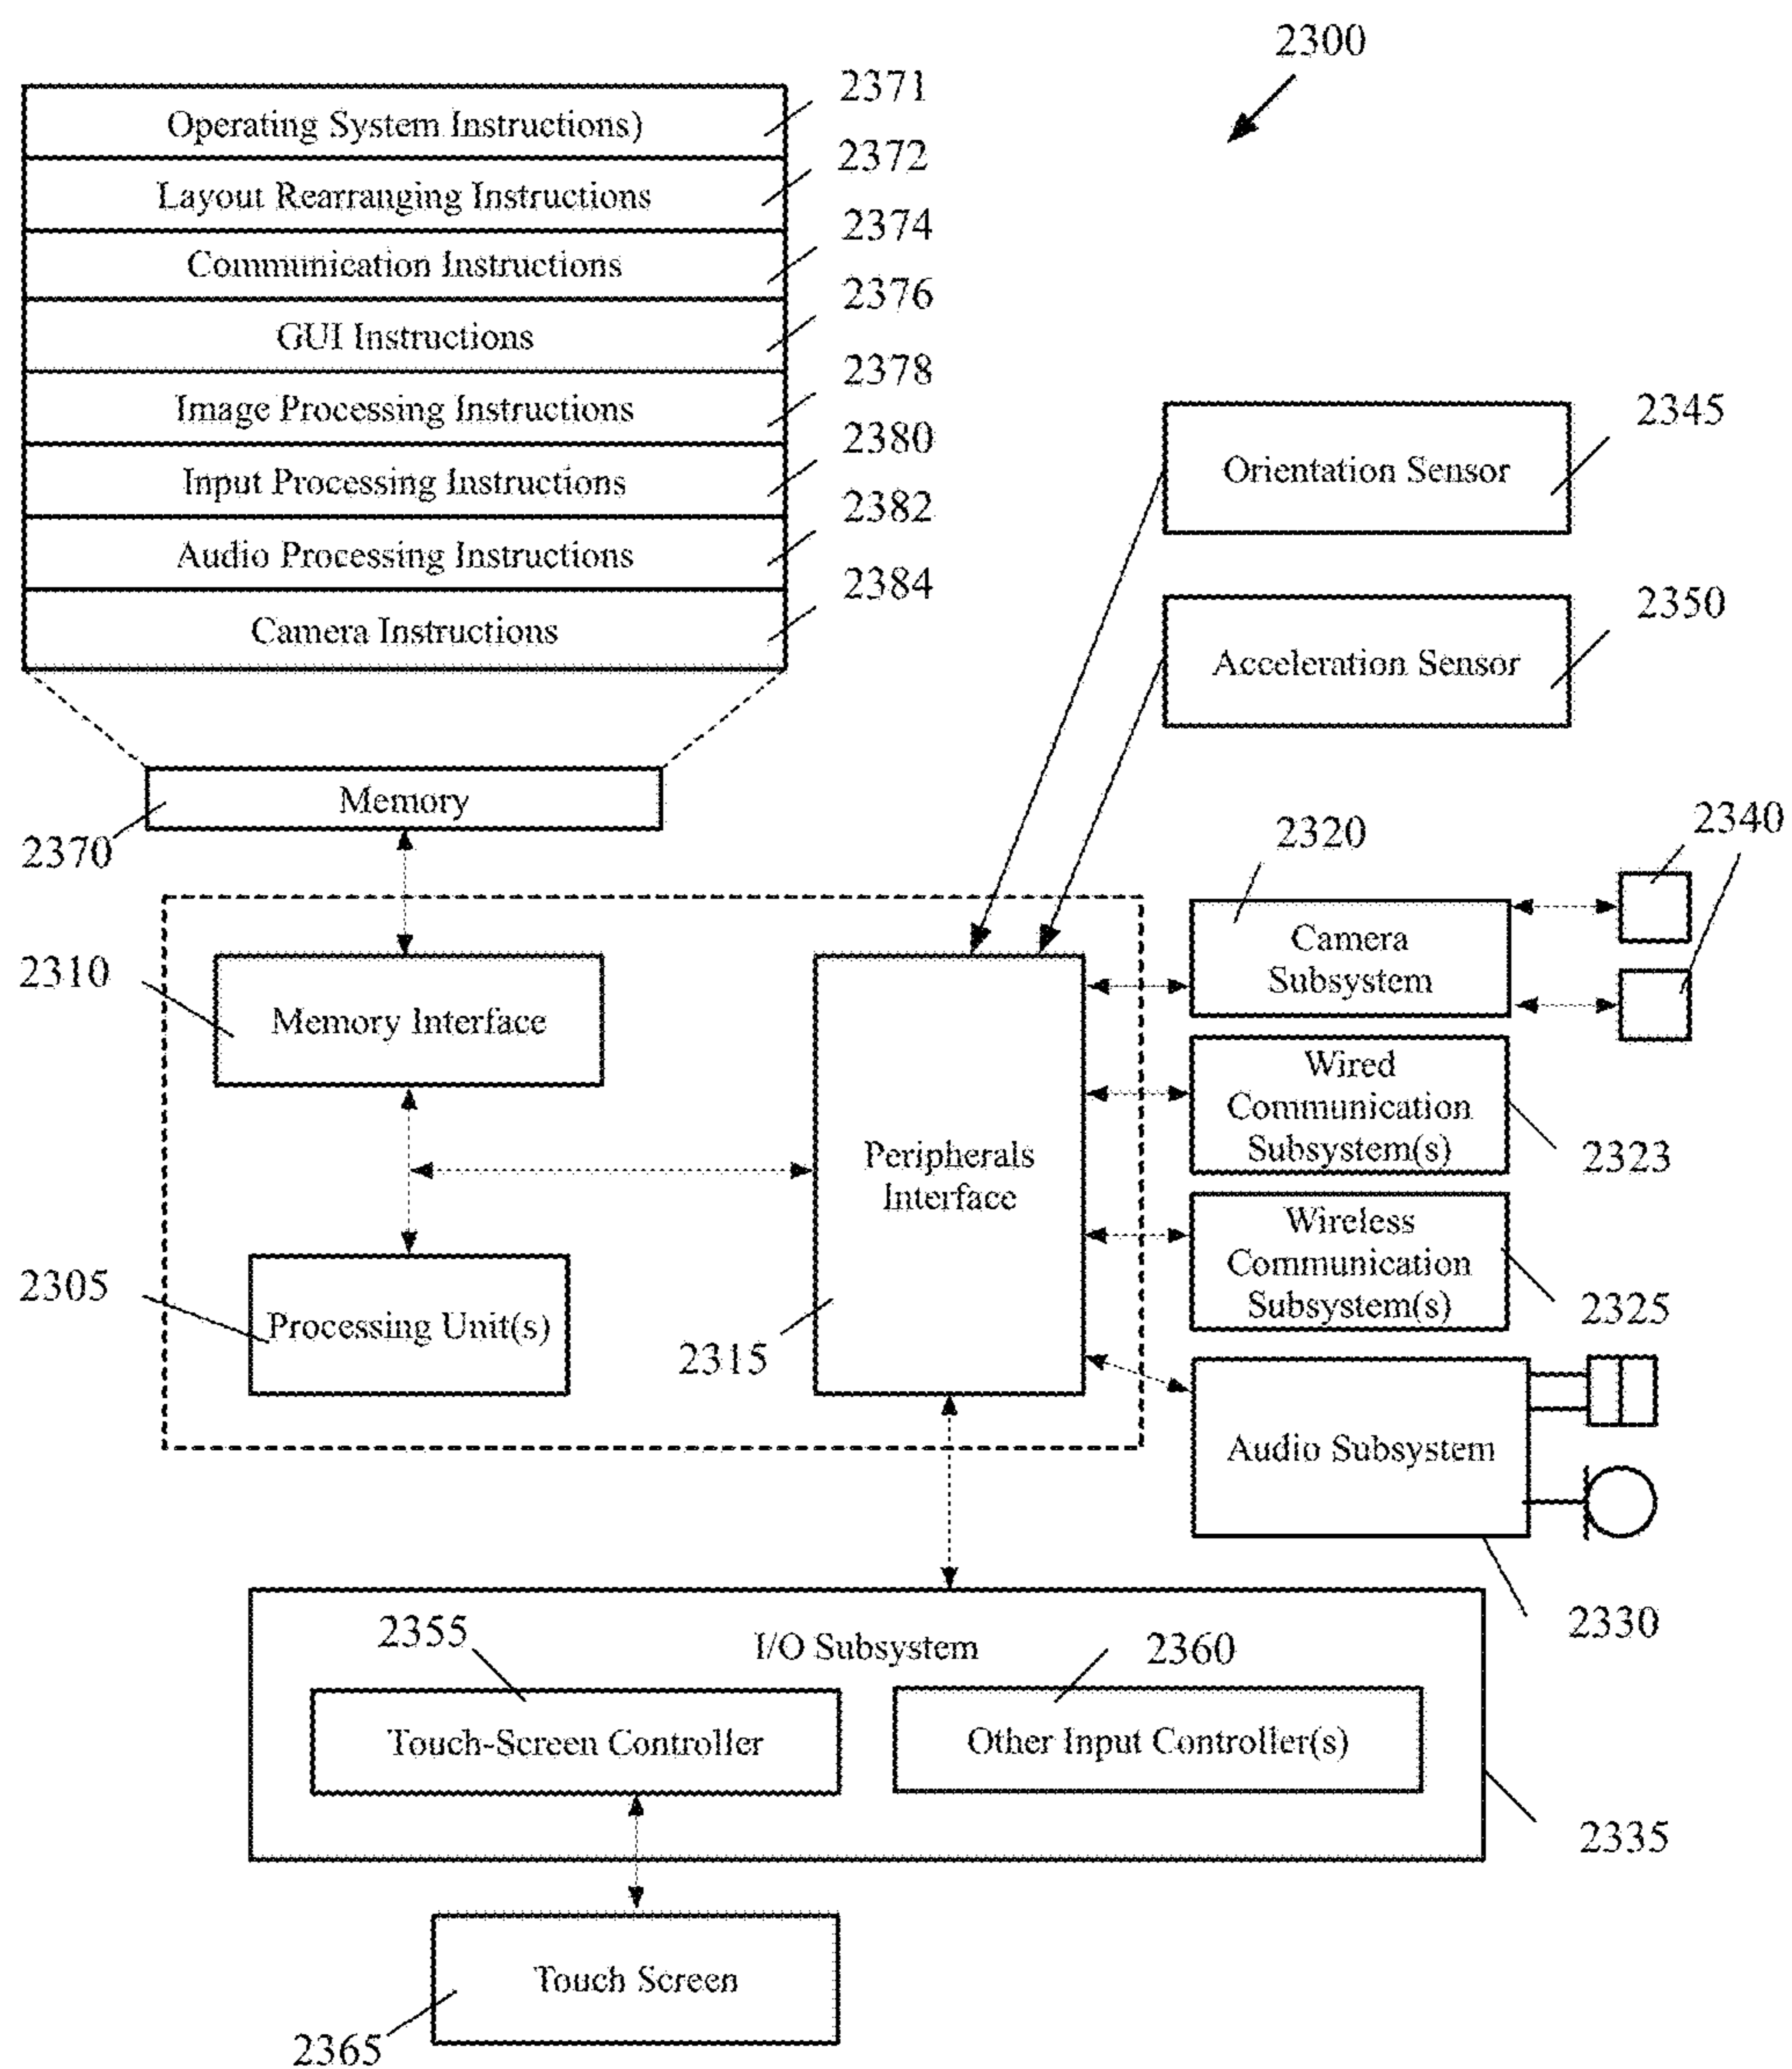 2300
Operating System Instructions)
2371
Layout Rearranging Instructions
2372
Communication Instructions
2374
GUI Instructions
2376
Image Processing Instructions
2378
Input Processing Instructions
2380
Audio Processing Instructions
2382
Camera Instructions
2384
Orientation Sensor
2345
Acceleration Sensor
2350
Memory
2370
2320
2340
Camera
Subsystem
2310
Memory Interface
Wired
Communication
Subsystem(s)
2323
Peripherals
Interface
Wireless
Communication
Subsystem(s)
2325
2305
Processing Unit(s)
2315
Audio Subsystem
2330
2355
I/O Subsystem
2360
Touch-Screen Controller
Other Input Controller(s)
2335
Touch Screen
2365